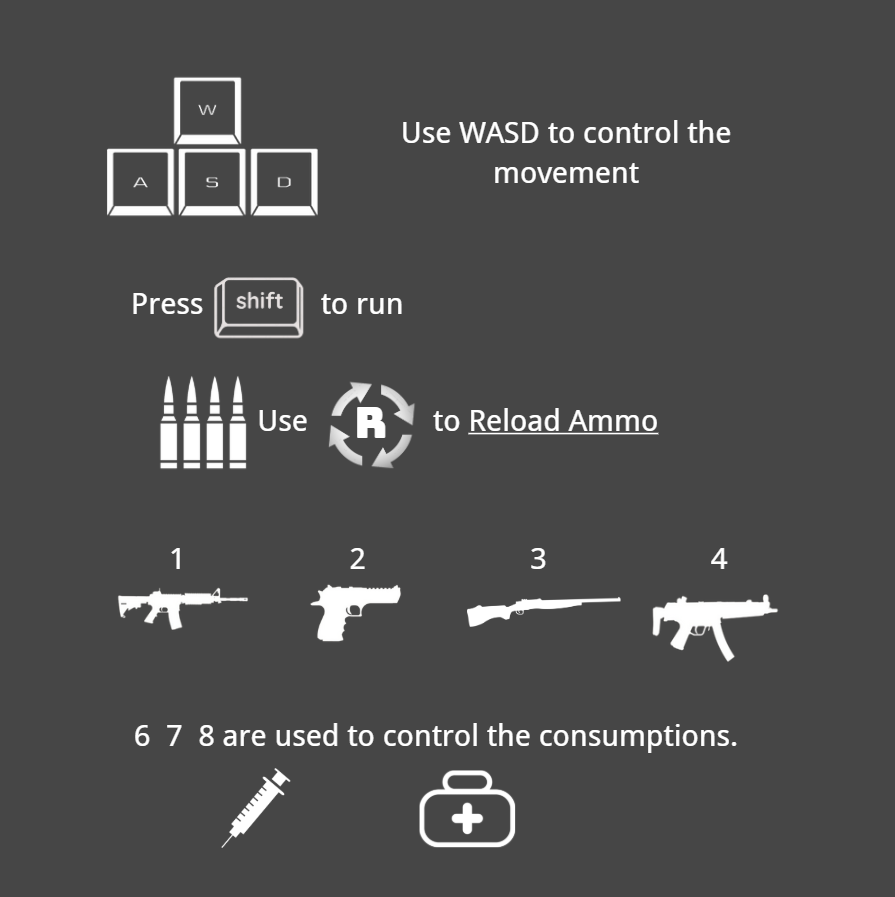 W
A S D
Use WASD to control the
movement
Press shift to run
Use R to Reload Ammo
1 2 3 4
6 7 8 are used to control the consumptions.